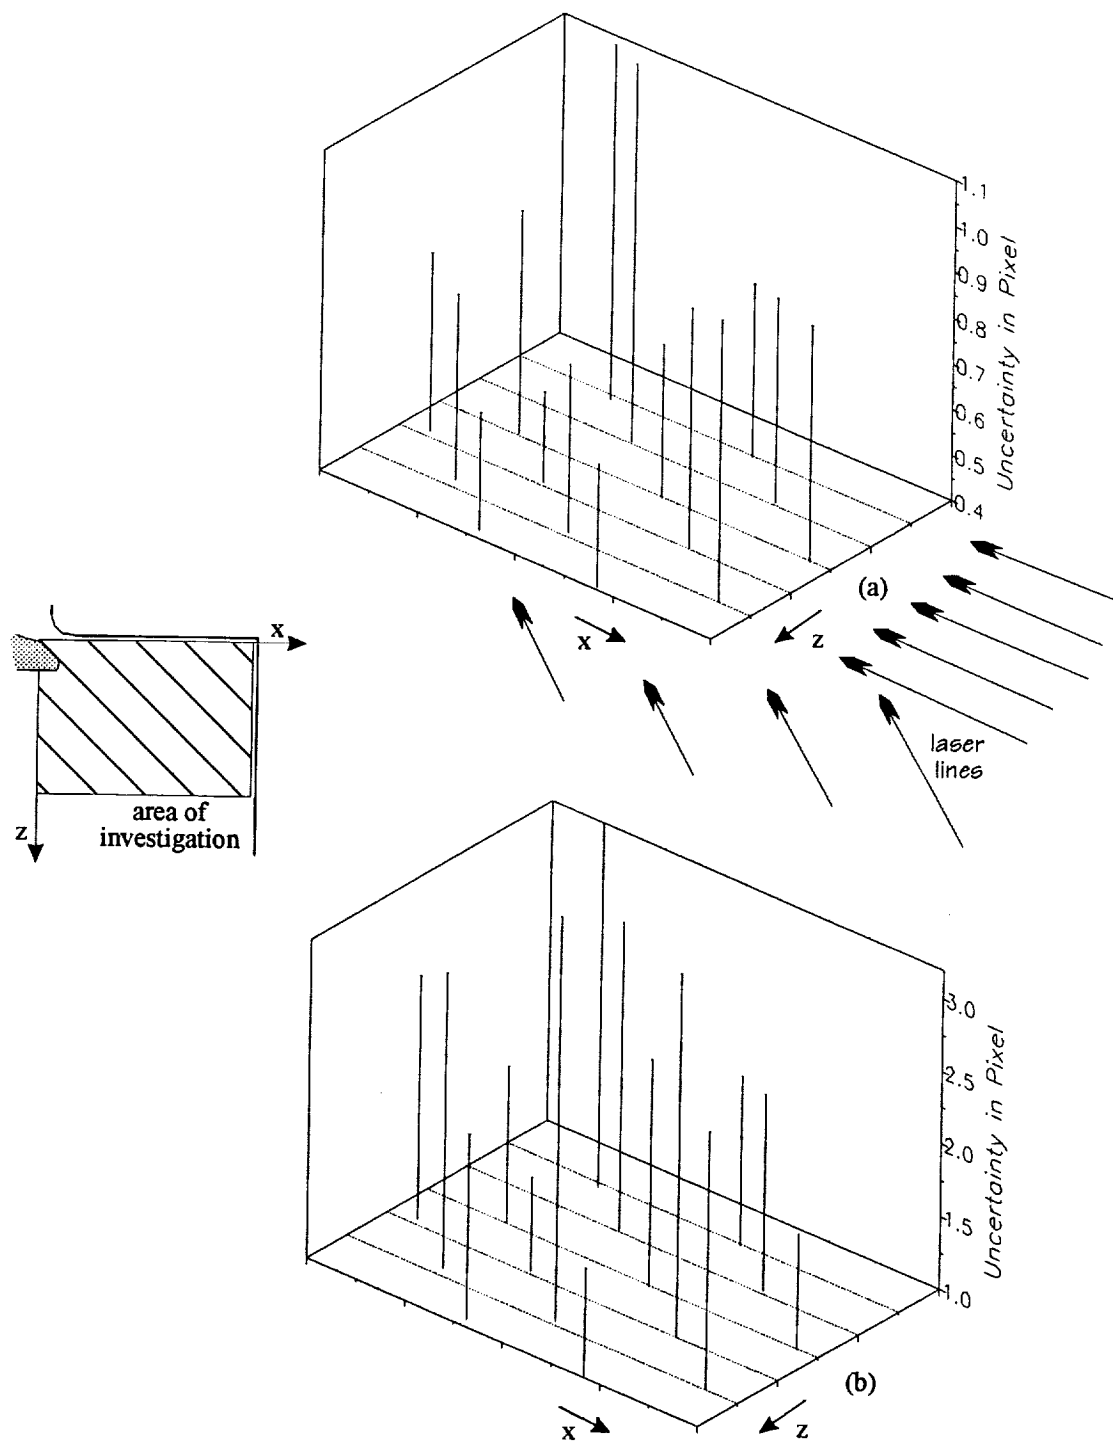 1.1
1.0
0.9
0.8
0.7
0.6
0.5
0.4
Uncertainty in Pixel
(a)
x
z
laser
lines
x
z
area of
investigation
3.0
2.5
2.0
1.5
1.0
Uncertainty in Pixel
(b)
x
z